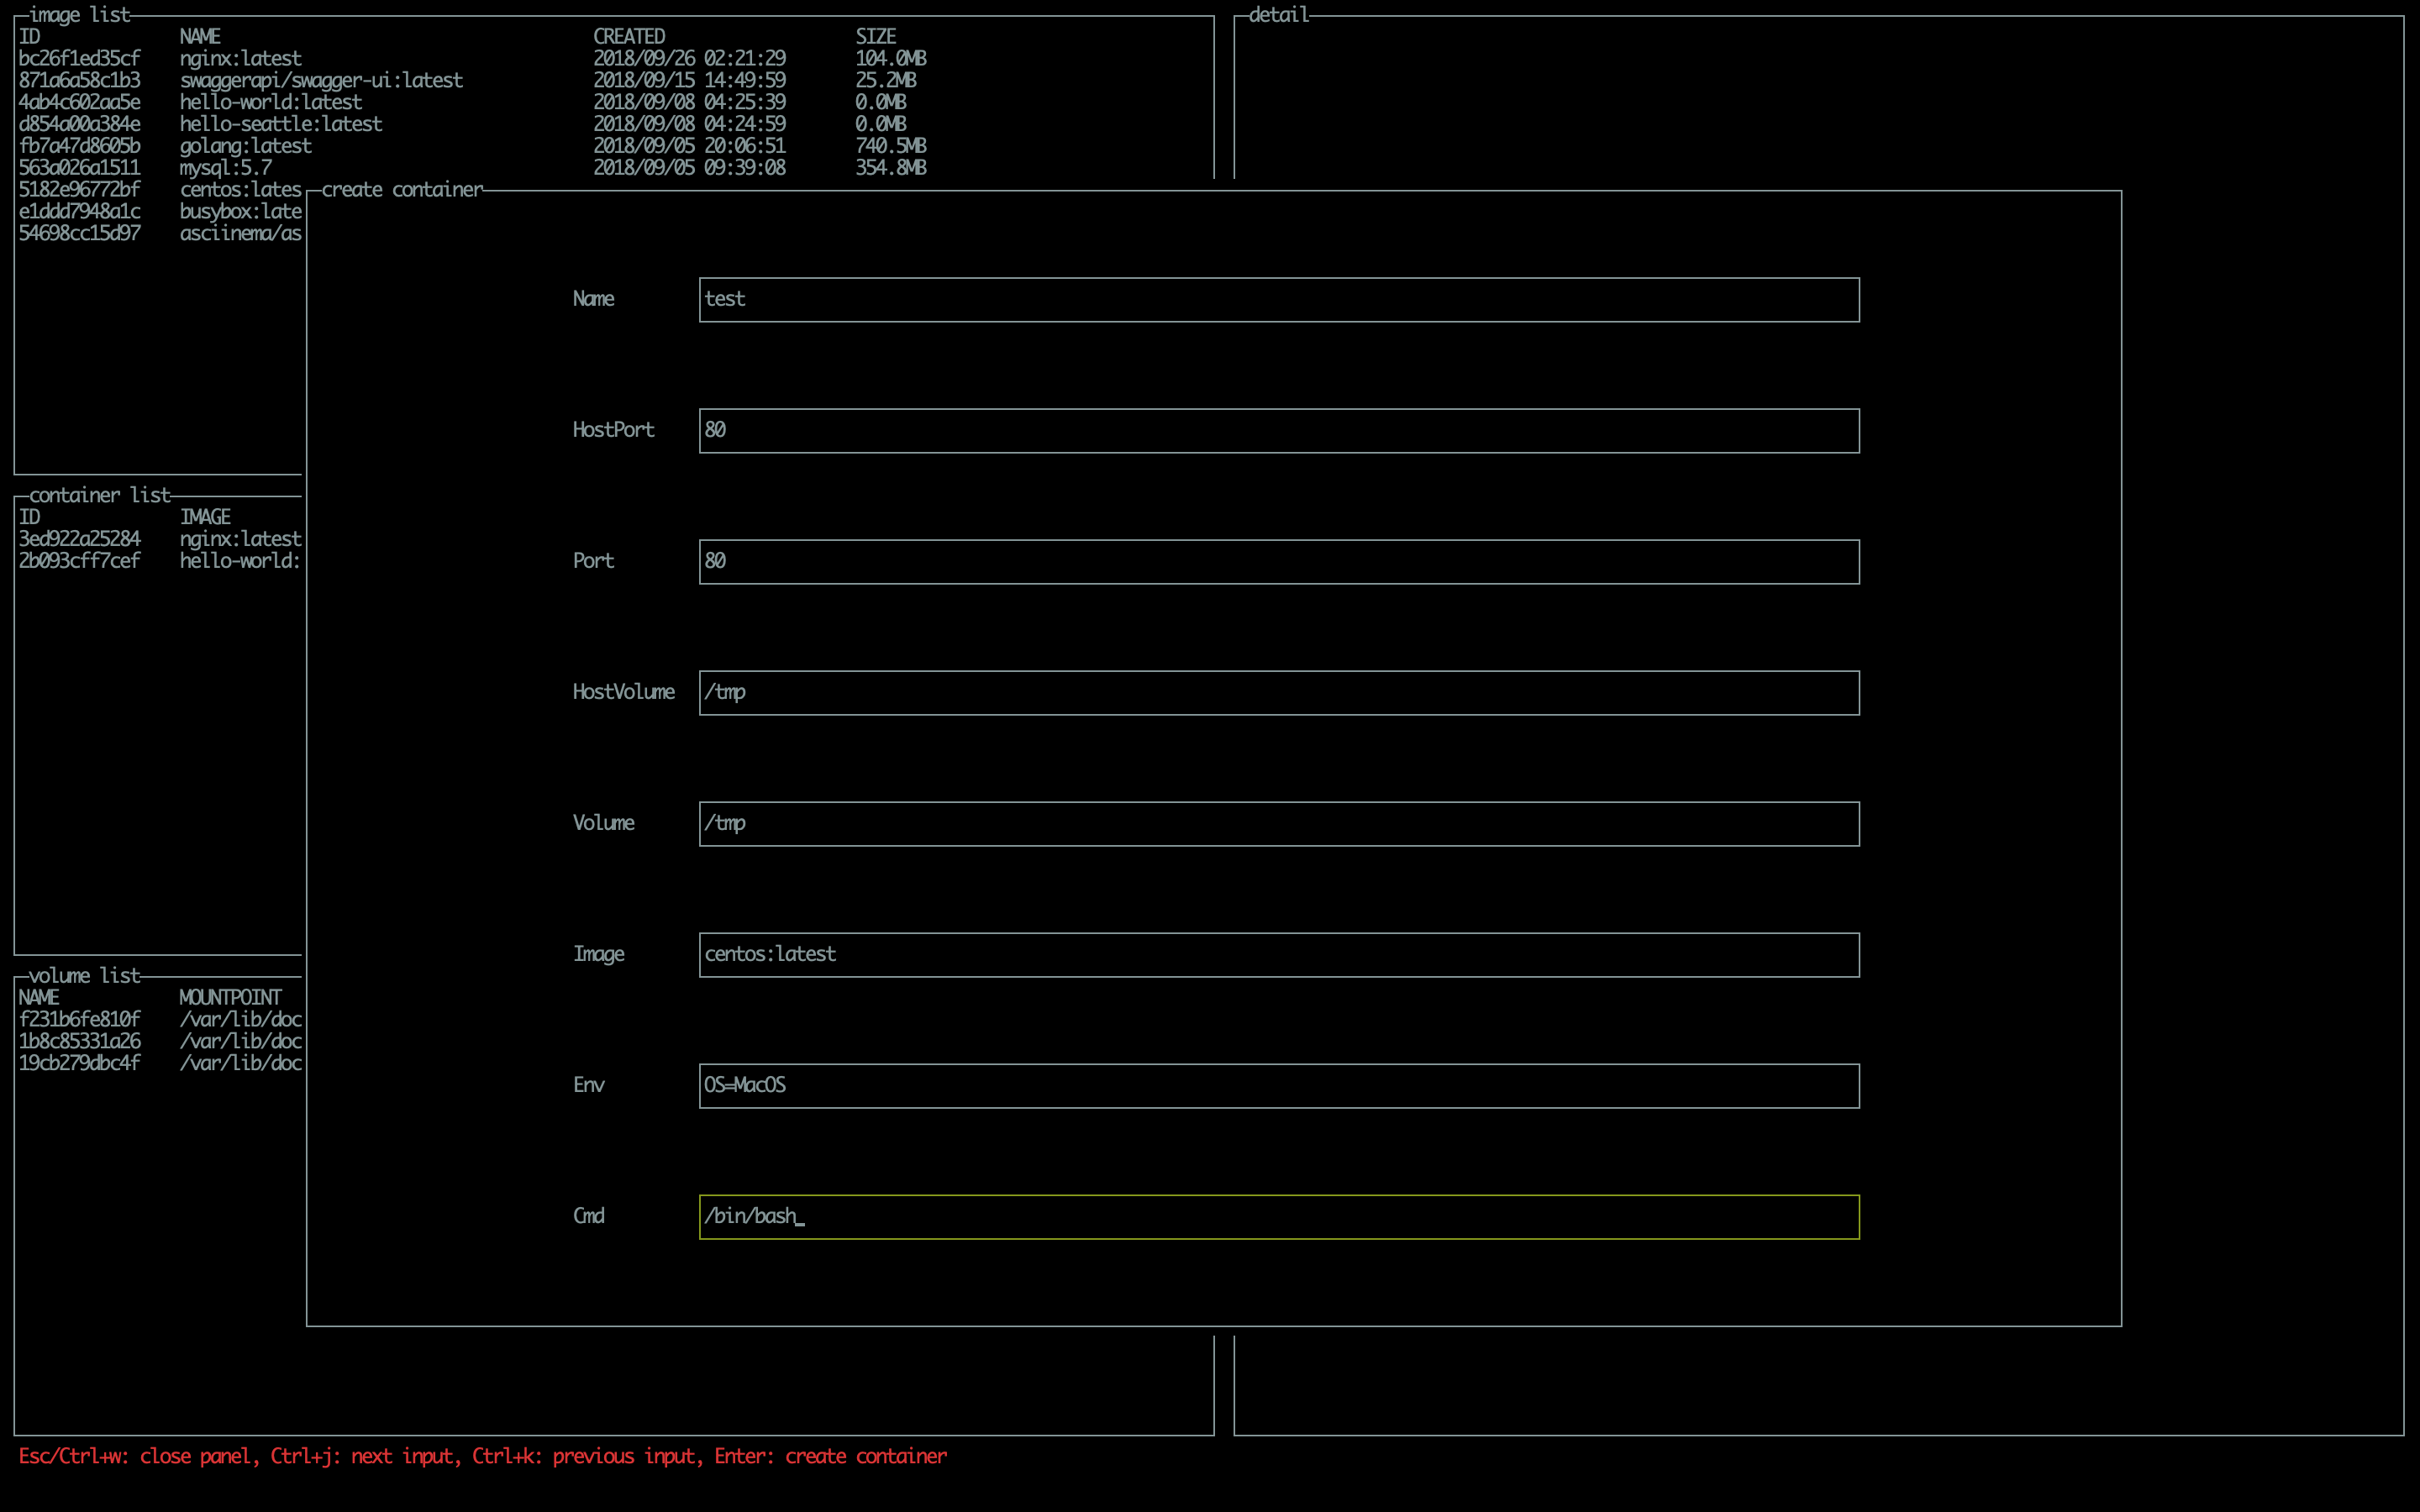 image list
ID NAME CREATED SIZE
bc26f1ed35cf nginx:latest 2018/09/26 02:21:29 104.0MB
871a6a58c1b3 swaggerapi/swagger-ui:latest 2018/09/15 14:49:59 25.2MB
4ab4c602aa5e hello-world:latest 2018/09/08 04:25:39 0.0MB
d854a00a384e hello-seattle:latest 2018/09/08 04:24:59 0.0MB
fb7a47d8605b golang:latest 2018/09/05 20:06:51 740.5MB
563a026a1511 mysql:5.7 2018/09/05 09:39:08 354.8MB
5182e96772bf centos:lates
e1ddd7948a1c busybox:late
54698cc15d97 asciinema/as
container list
ID IMAGE
3ed922a25284 nginx:latest
2b093cff7cef hello-world:
volume list
NAME MOUNTPOINT
f231b6fe810f /var/lib/doc
1b8c85331a26 /var/lib/doc
19cb279dbc4f /var/lib/doc
detail
create container
Name test
HostPort 80
Port 80
HostVolume /tmp
Volume /tmp
Image centos:latest
Env OS=MacOS
Cmd /bin/bash_
Esc/Ctrl+w: close panel, Ctrl+j: next input, Ctrl+k: previous input, Enter: create container